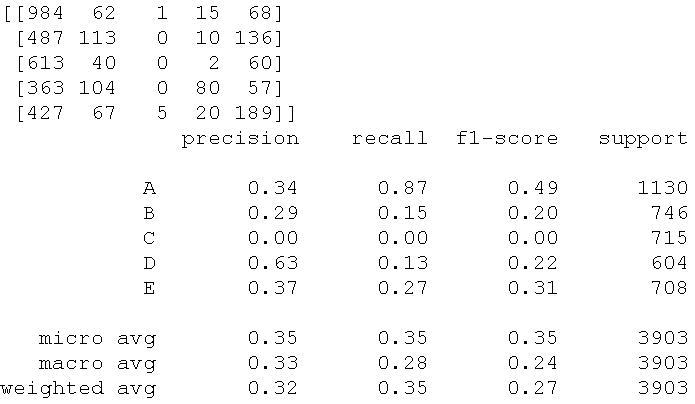 [[984  62   1  15  68]
 [487 113   0  10 136]
 [613  40   0   2  60]
 [363 104   0  80  57]
 [427  67   5  20 189]]
              precision    recall  f1-score   support

           A       0.34      0.87      0.49      1130
           B       0.29      0.15      0.20       746
           C       0.00      0.00      0.00       715
           D       0.63      0.13      0.22       604
           E       0.37      0.27      0.31       708

   micro avg       0.35      0.35      0.35      3903
   macro avg       0.33      0.28      0.24      3903
weighted avg       0.32      0.35      0.27      3903